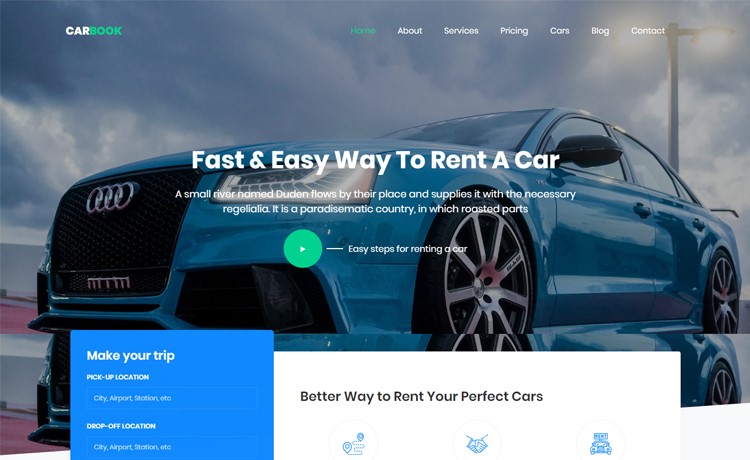 CARBOOK
Home About Services Pricing Cars Blog Contact
Fast & Easy Way To Rent A Car
A small river named Duden flows by their place and supplies it with the necessary
regelialia. It is a paradisematic country, in which roasted parts
Easy steps for renting a car
Make your trip
PICK-UP LOCATION
City, Airport, Station, etc
DROP-OFF LOCATION
City, Airport, Station, etc
Better Way to Rent Your Perfect Cars
RENT